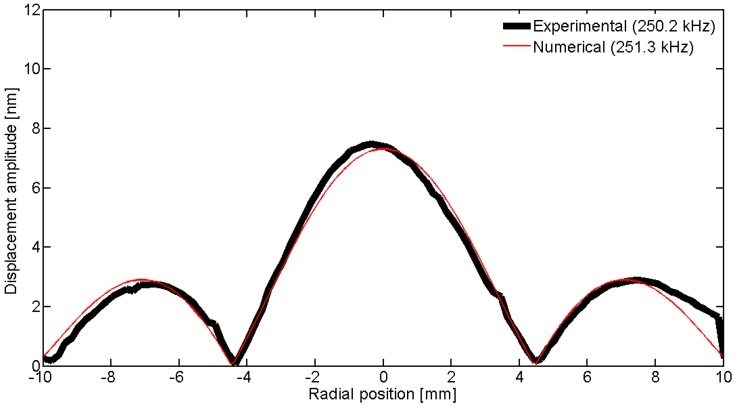 12
10
8
6
4
2
0
Displacement amplitude [nm]
Experimental (250.2 kHz)
Numerical (251.3 kHz)
-10 -8 -6 -4 -2 0 2 4 6 8 10
Radial position [mm]